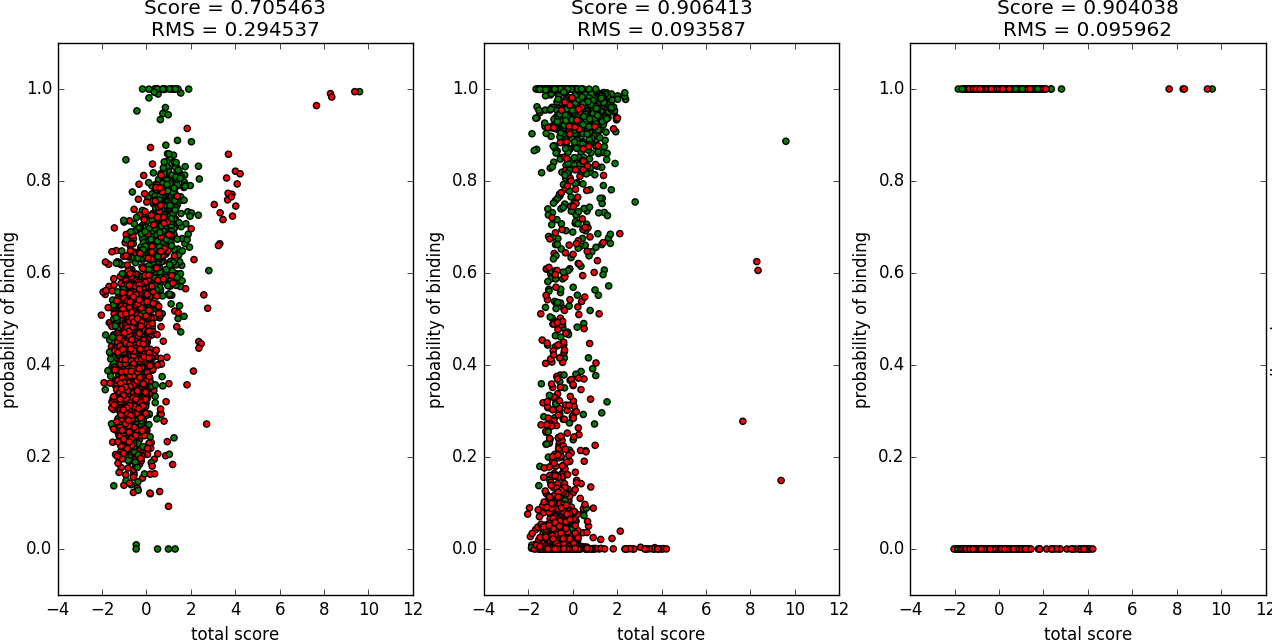 Score = 0.705463
RMS = 0.294537
probability of binding
1.0
0.8
0.6
0.4
0.2
0.0
−4 −2 0 2 4 6 8 10 12
total score
Score = 0.906413
RMS = 0.093587
probability of binding
1.0
0.8
0.6
0.4
0.2
0.0
−4 −2 0 2 4 6 8 10 12
total score
Score = 0.904038
RMS = 0.095962
probability of binding
1.0
0.8
0.6
0.4
0.2
0.0
−4 −2 0 2 4 6 8 10 12
total score